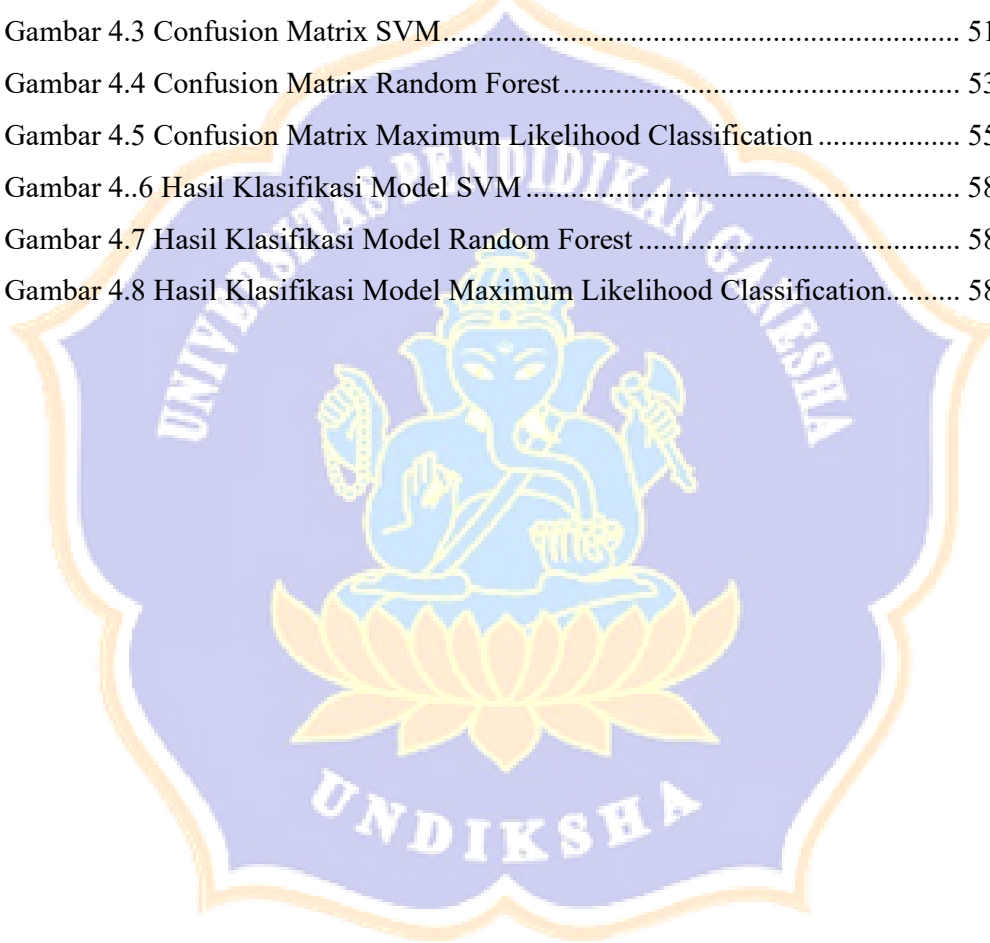 Gambar 4.3 Confusion Matrix SVM.................................................................... 51
Gambar 4.4 Confusion Matrix Random Forest..................................................... 53
Gambar 4.5 Confusion Matrix Maximum Likelihood Classification .................. 55
Gambar 4..6 Hasil Klasifikasi Model SVM .......................................................... 58
Gambar 4.7 Hasil Klasifikasi Model Random Forest ........................................... 58
Gambar 4.8 Hasil Klasifikasi Model Maximum Likelihood Classification.......... 58
UNIVERSITAS PENDIDIKAN GANESHA
UNDIKSHA